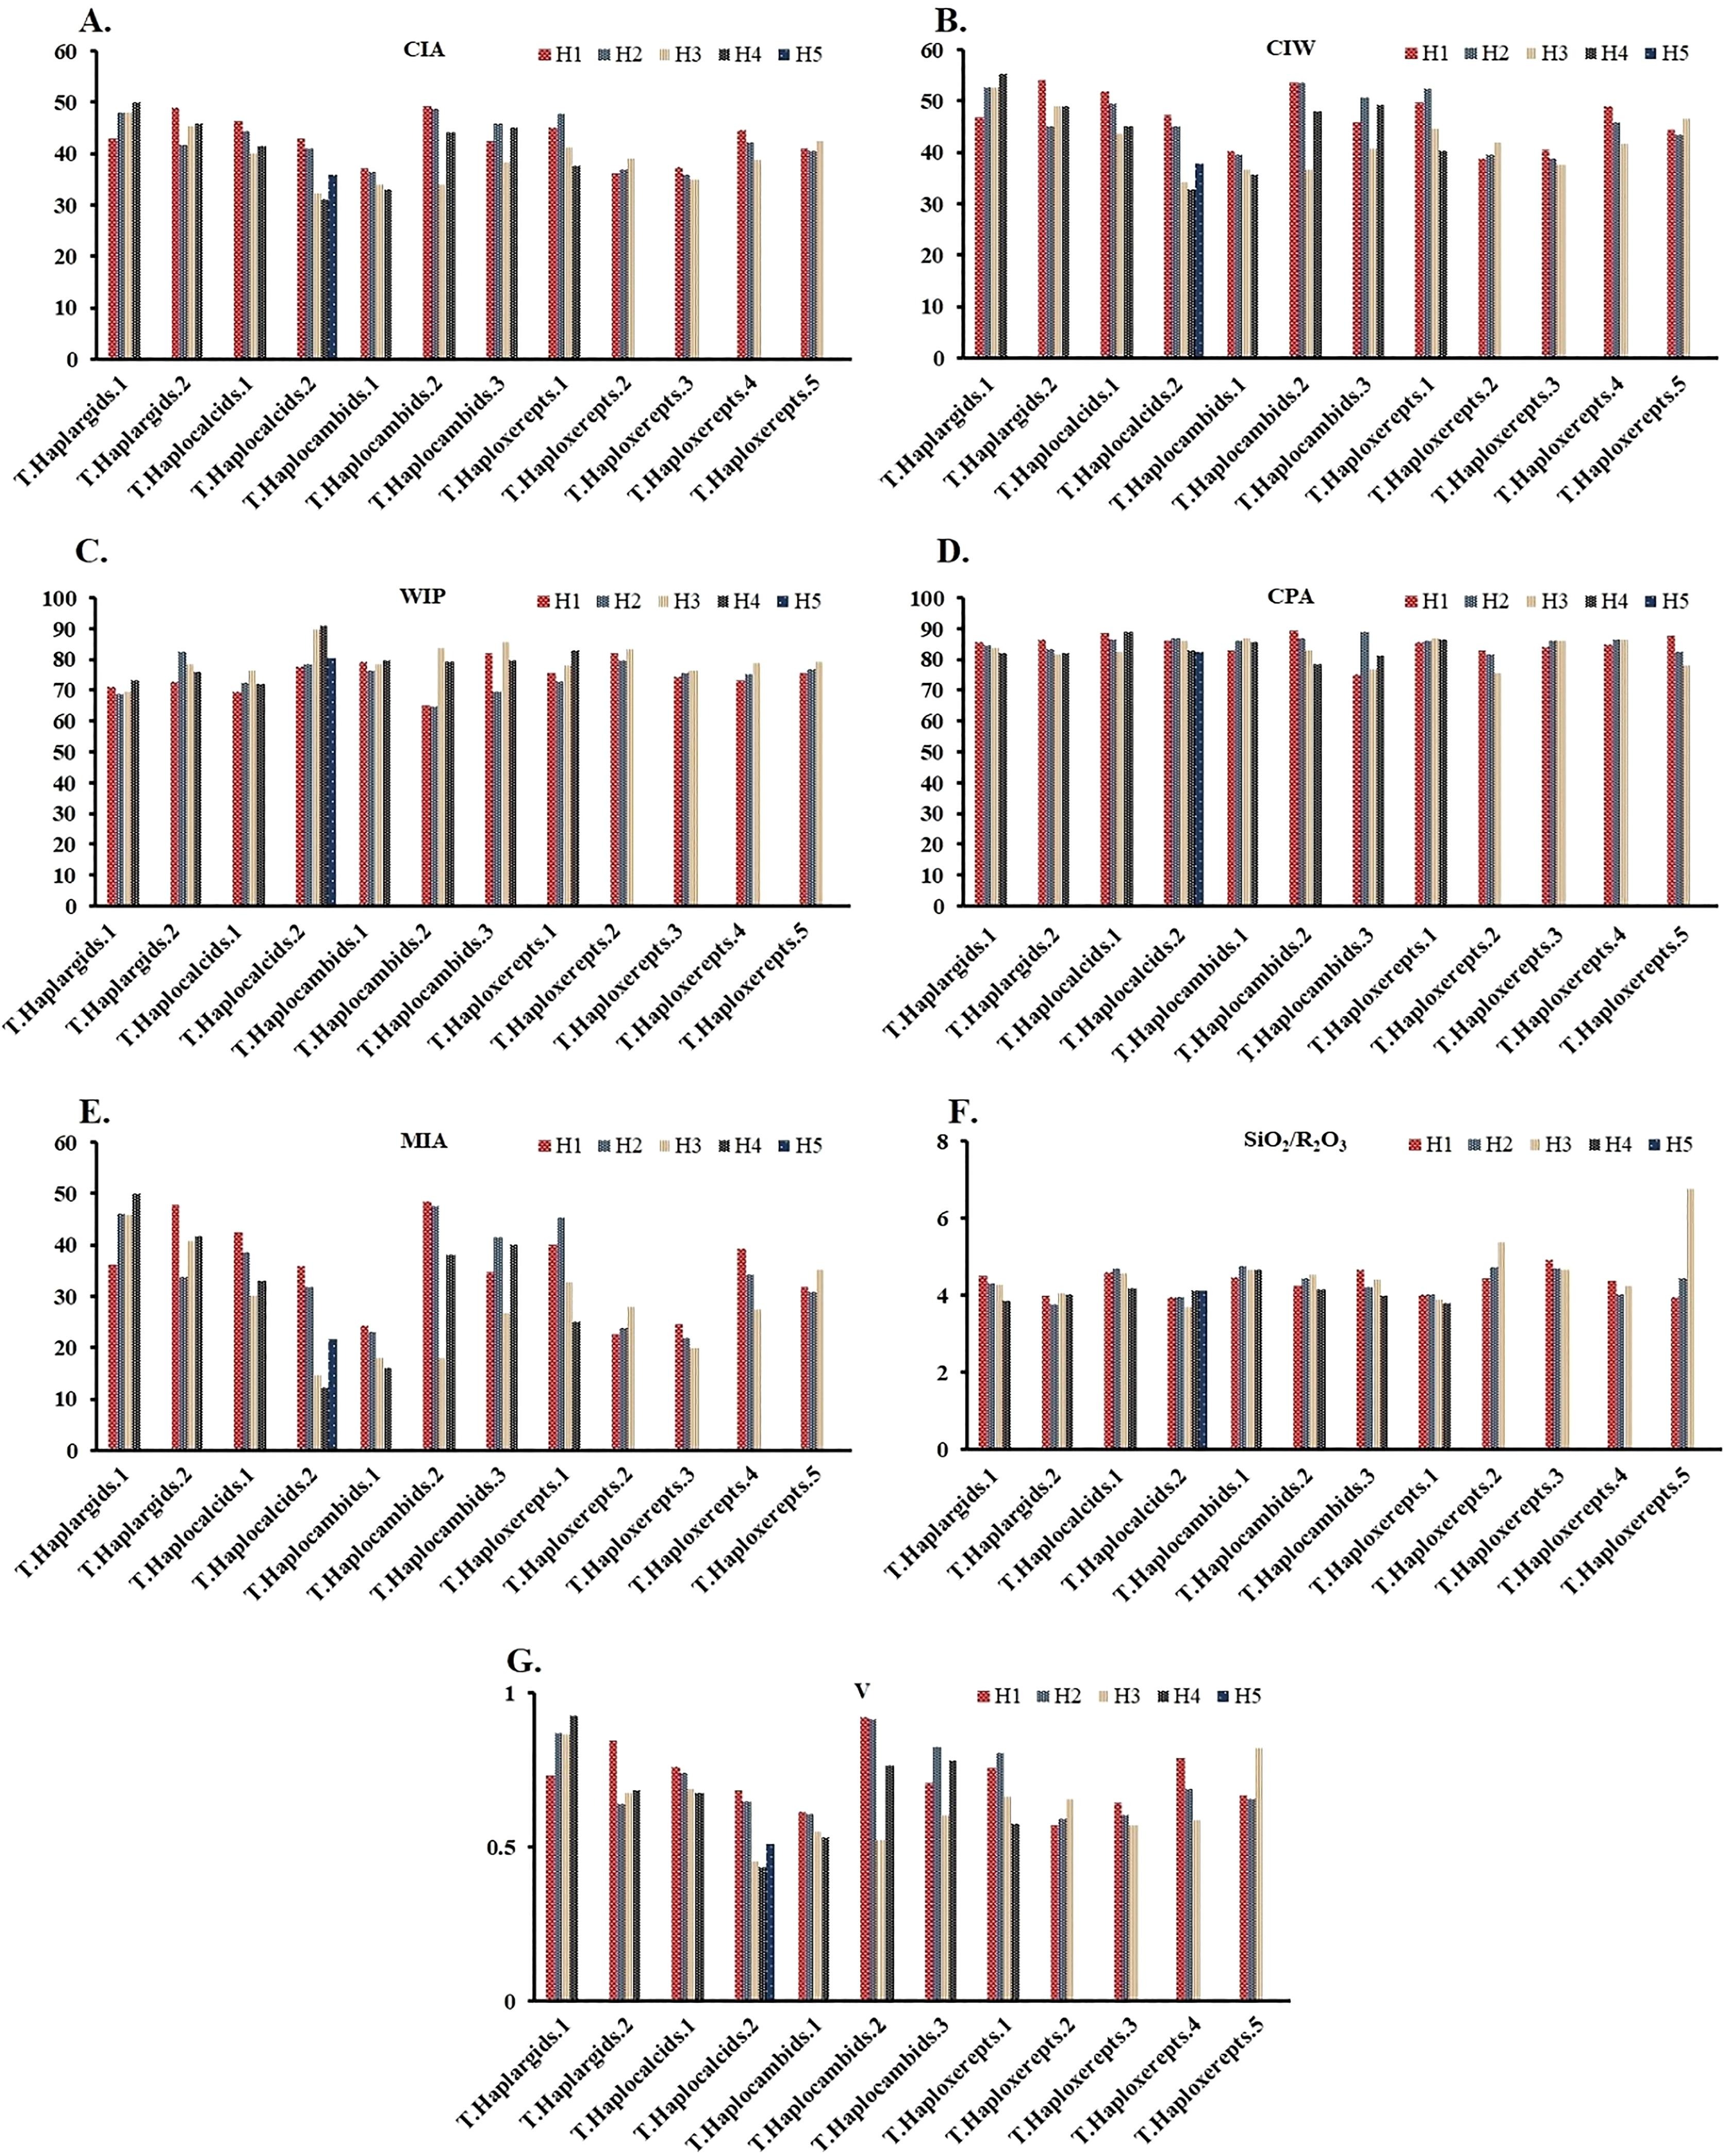 A.
CIA
H1 H2 H3 H4 H5
60
50
40
30
20
10
0
T.Haplargids.1
T.Haplargids.2
T.Haplocalcids.1
T.Haplocalcids.2
T.Haplocambids.1
T.Haplocambids.2
T.Haplocambids.3
T.Haploxerepts.1
T.Haploxerepts.2
T.Haploxerepts.3
T.Haploxerepts.4
T.Haploxerepts.5
B.
CIW
H1 H2 H3 H4 H5
60
50
40
30
20
10
0
T.Haplargids.1
T.Haplargids.2
T.Haplocalcids.1
T.Haplocalcids.2
T.Haplocambids.1
T.Haplocambids.2
T.Haplocambids.3
T.Haploxerepts.1
T.Haploxerepts.2
T.Haploxerepts.3
T.Haploxerepts.4
T.Haploxerepts.5
C.
WIP
H1 H2 H3 H4 H5
100
90
80
70
60
50
40
30
20
10
0
T.Haplargids.1
T.Haplargids.2
T.Haplocalcids.1
T.Haplocalcids.2
T.Haplocambids.1
T.Haplocambids.2
T.Haplocambids.3
T.Haploxerepts.1
T.Haploxerepts.2
T.Haploxerepts.3
T.Haploxerepts.4
T.Haploxerepts.5
D.
CPA
H1 H2 H3 H4 H5
100
90
80
70
60
50
40
30
20
10
0
T.Haplargids.1
T.Haplargids.2
T.Haplocalcids.1
T.Haplocalcids.2
T.Haplocambids.1
T.Haplocambids.2
T.Haplocambids.3
T.Haploxerepts.1
T.Haploxerepts.2
T.Haploxerepts.3
T.Haploxerepts.4
T.Haploxerepts.5
E.
MIA
H1 H2 H3 H4 H5
60
50
40
30
20
10
0
T.Haplargids.1
T.Haplargids.2
T.Haplocalcids.1
T.Haplocalcids.2
T.Haplocambids.1
T.Haplocambids.2
T.Haplocambids.3
T.Haploxerepts.1
T.Haploxerepts.2
T.Haploxerepts.3
T.Haploxerepts.4
T.Haploxerepts.5
F.
SiO₂/R₂O₃
H1 H2 H3 H4 H5
8
6
4
2
0
T.Haplargids.1
T.Haplargids.2
T.Haplocalcids.1
T.Haplocalcids.2
T.Haplocambids.1
T.Haplocambids.2
T.Haplocambids.3
T.Haploxerepts.1
T.Haploxerepts.2
T.Haploxerepts.3
T.Haploxerepts.4
T.Haploxerepts.5
G.
V
H1 H2 H3 H4 H5
1
0.5
0
T.Haplargids.1
T.Haplargids.2
T.Haplocalcids.1
T.Haplocalcids.2
T.Haplocambids.1
T.Haplocambids.2
T.Haplocambids.3
T.Haploxerepts.1
T.Haploxerepts.2
T.Haploxerepts.3
T.Haploxerepts.4
T.Haploxerepts.5